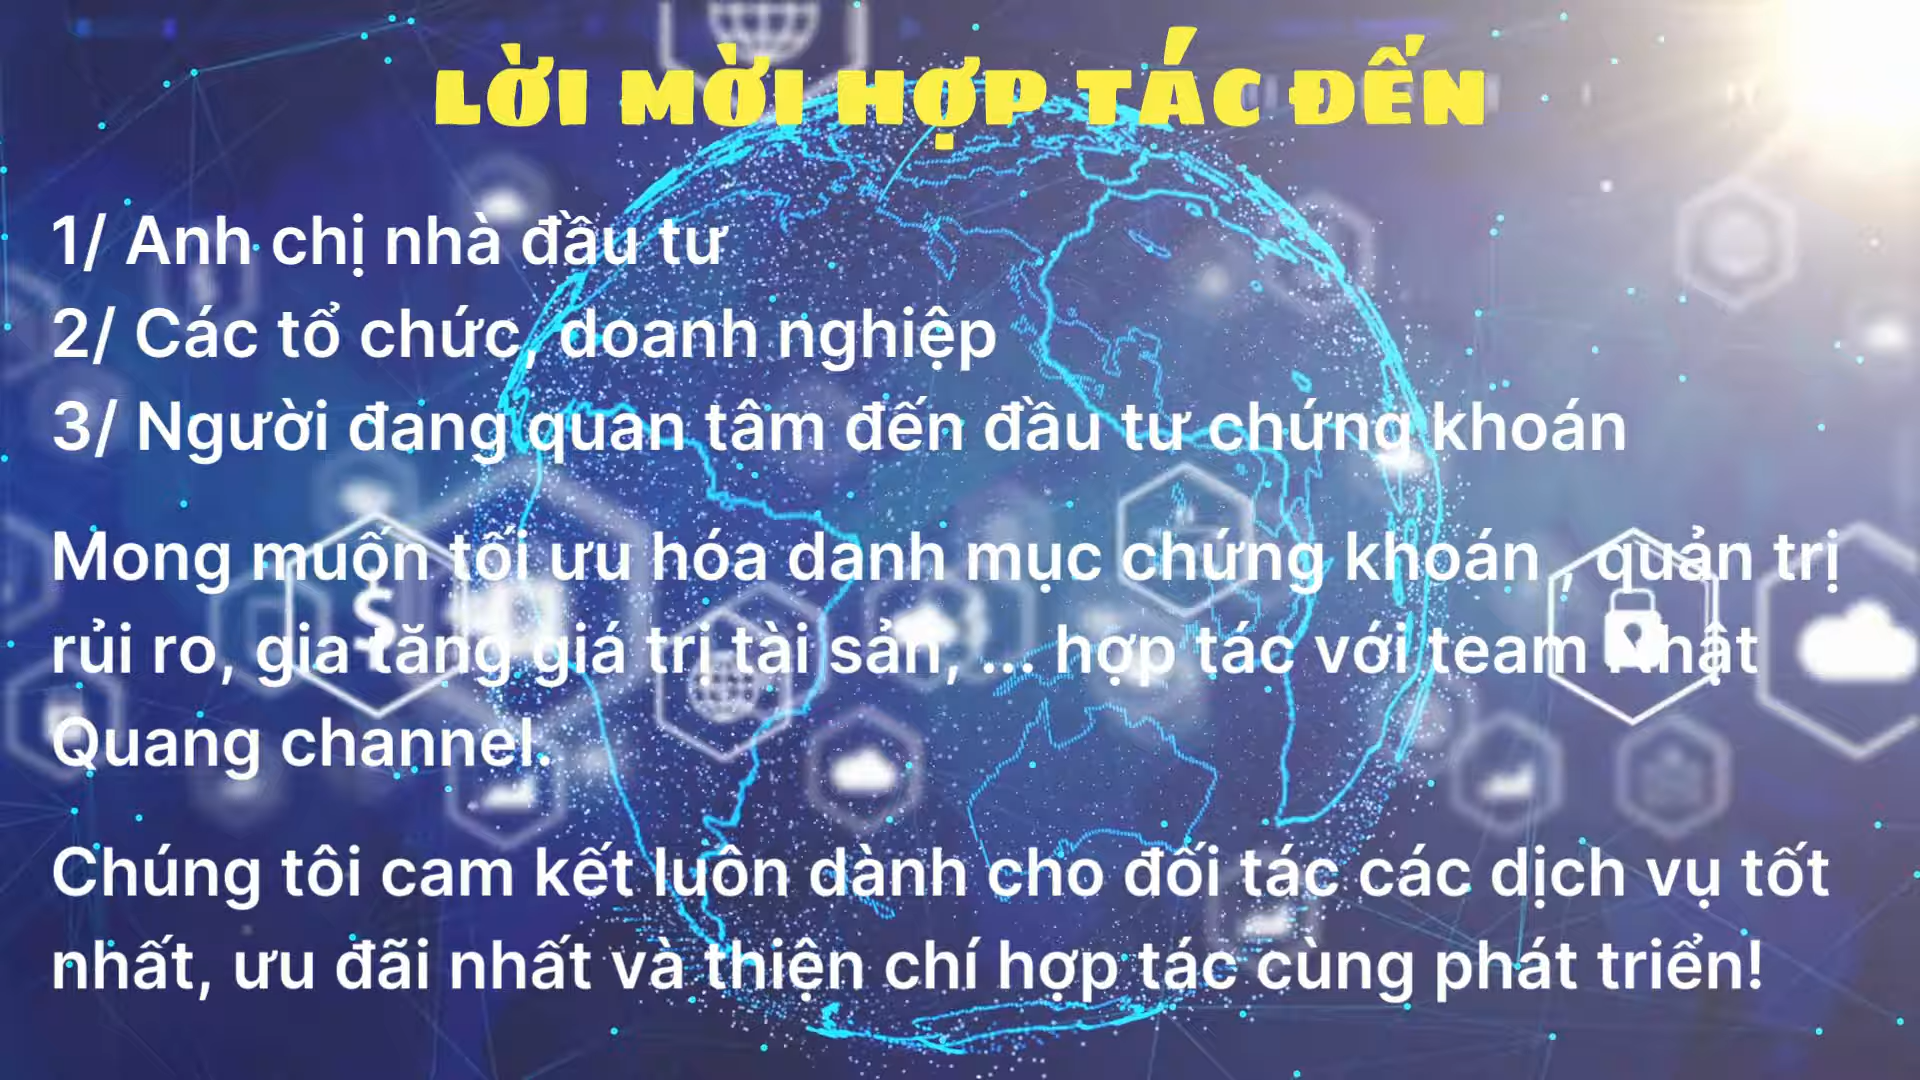 LỜI MỜI HỢP TÁC ĐẾN
1/ Anh chị nhà đầu tư
2/ Các tổ chức, doanh nghiệp
3/ Người đang quan tâm đến đầu tư chứng khoán
Mong muốn tối ưu hóa danh mục chứng khoán , quản trị
rủi ro, gia tăng giá trị tài sản, ... hợp tác với team Nhật
Quang channel.
Chúng tôi cam kết luôn dành cho đối tác các dịch vụ tốt
nhất, ưu đãi nhất và thiện chí hợp tác cùng phát triển!